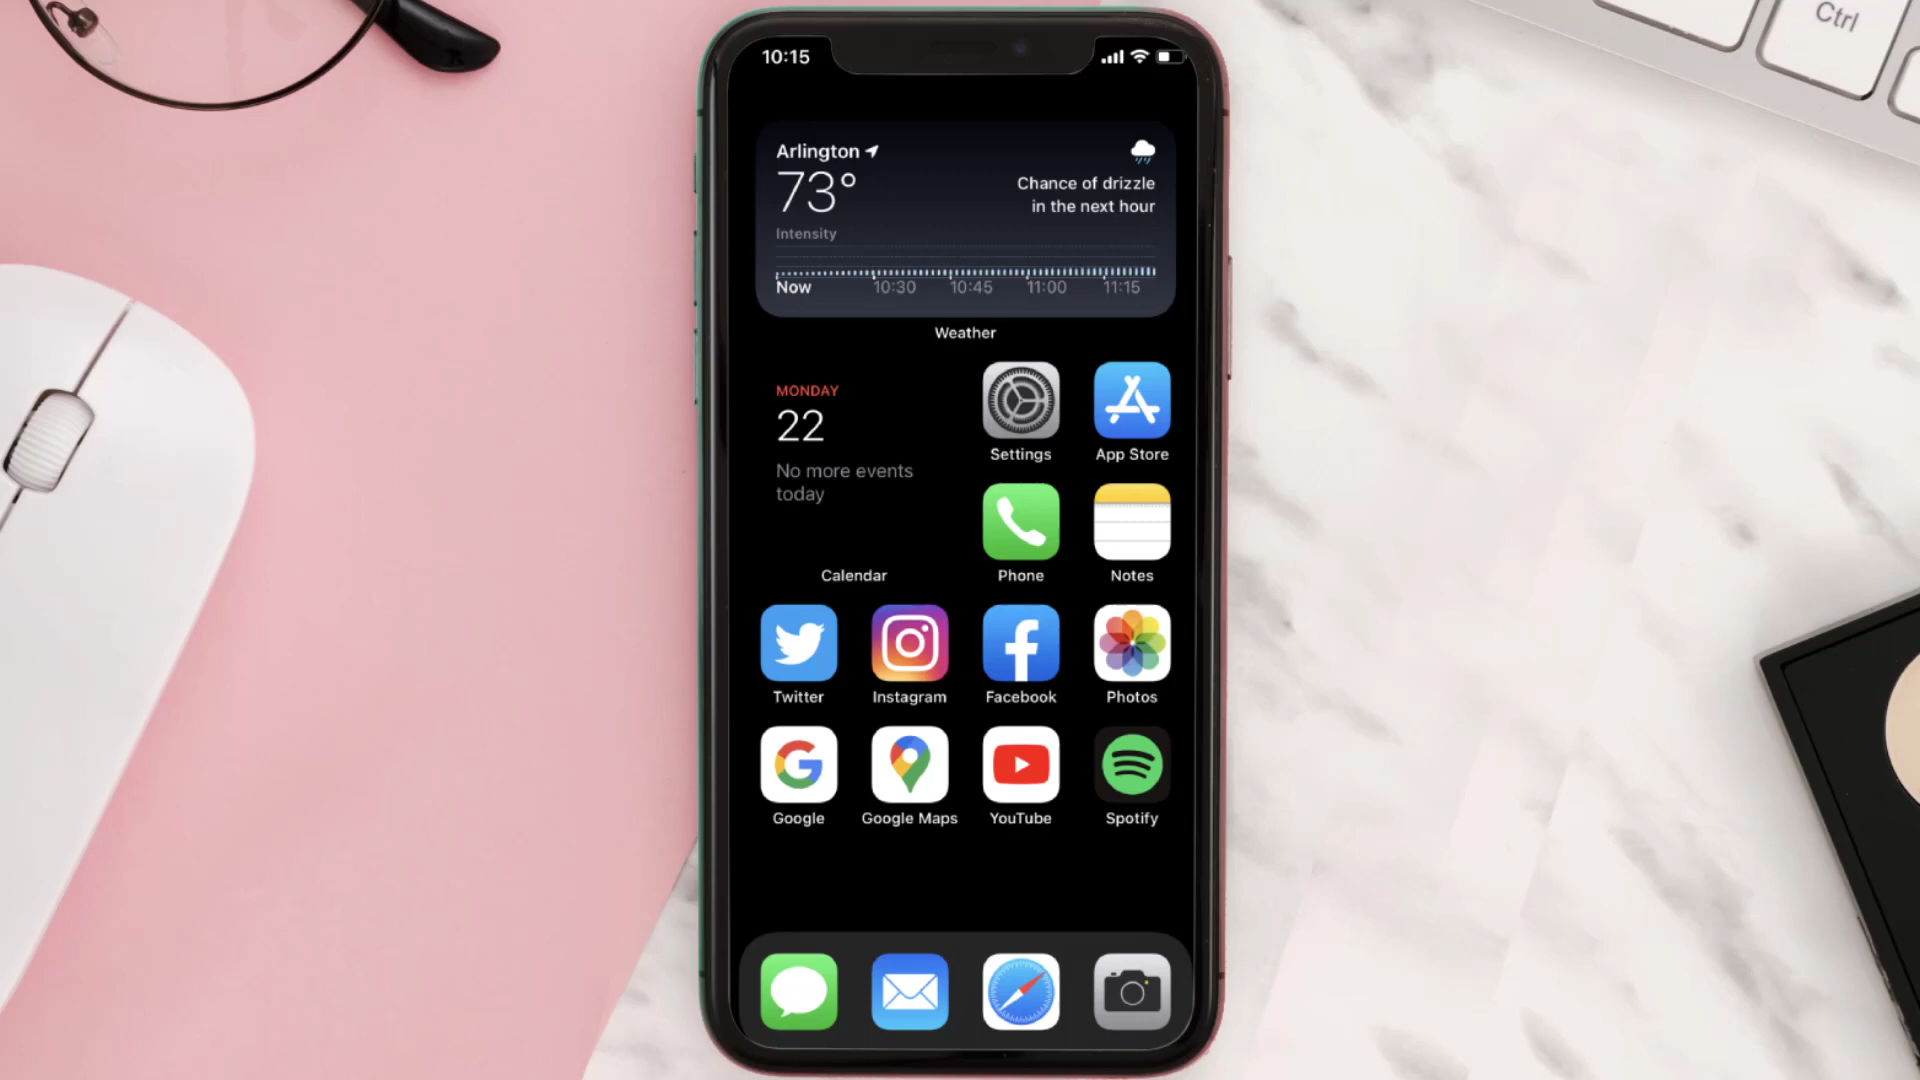 Ctrl
10:15
Arlington
73°
Chance of drizzle
in the next hour
Intensity
Now 10:30 10:45 11:00 11:15
Weather
MONDAY
22
No more events
today
Calendar
Settings App Store
Phone Notes
Twitter Instagram Facebook Photos
Google Google Maps YouTube Spotify